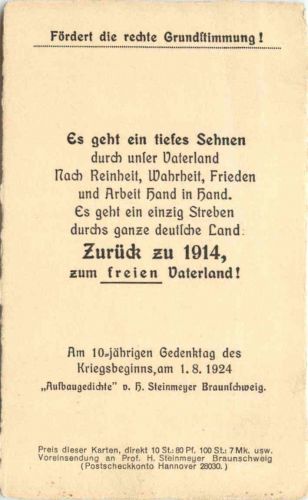 Fördert die rechte Grundſtimmung!
Es geht ein tiefes Sehnen
durch unſer Vaterland
Nach Reinheit, Wahrheit, Frieden
und Arbeit Hand in Hand.
Es geht ein einzig Streben
durchs ganze deutſche Land:
Zurück zu 1914,
zum freien Vaterland!
Am 10-jährigen Gedenktag des
Kriegsbeginns, am 1. 8. 1924
„Aufbaugedichte" v. H. Steinmeyer Braunſchweig.
Preis dieser Karten, direkt 10 St.: 80 Pf. 100 St.: 7 Mk. usw.
Voreinsendung an Prof. H. Steinmeyer Braunschweig
(Postscheckkonto Hannover 28030.)